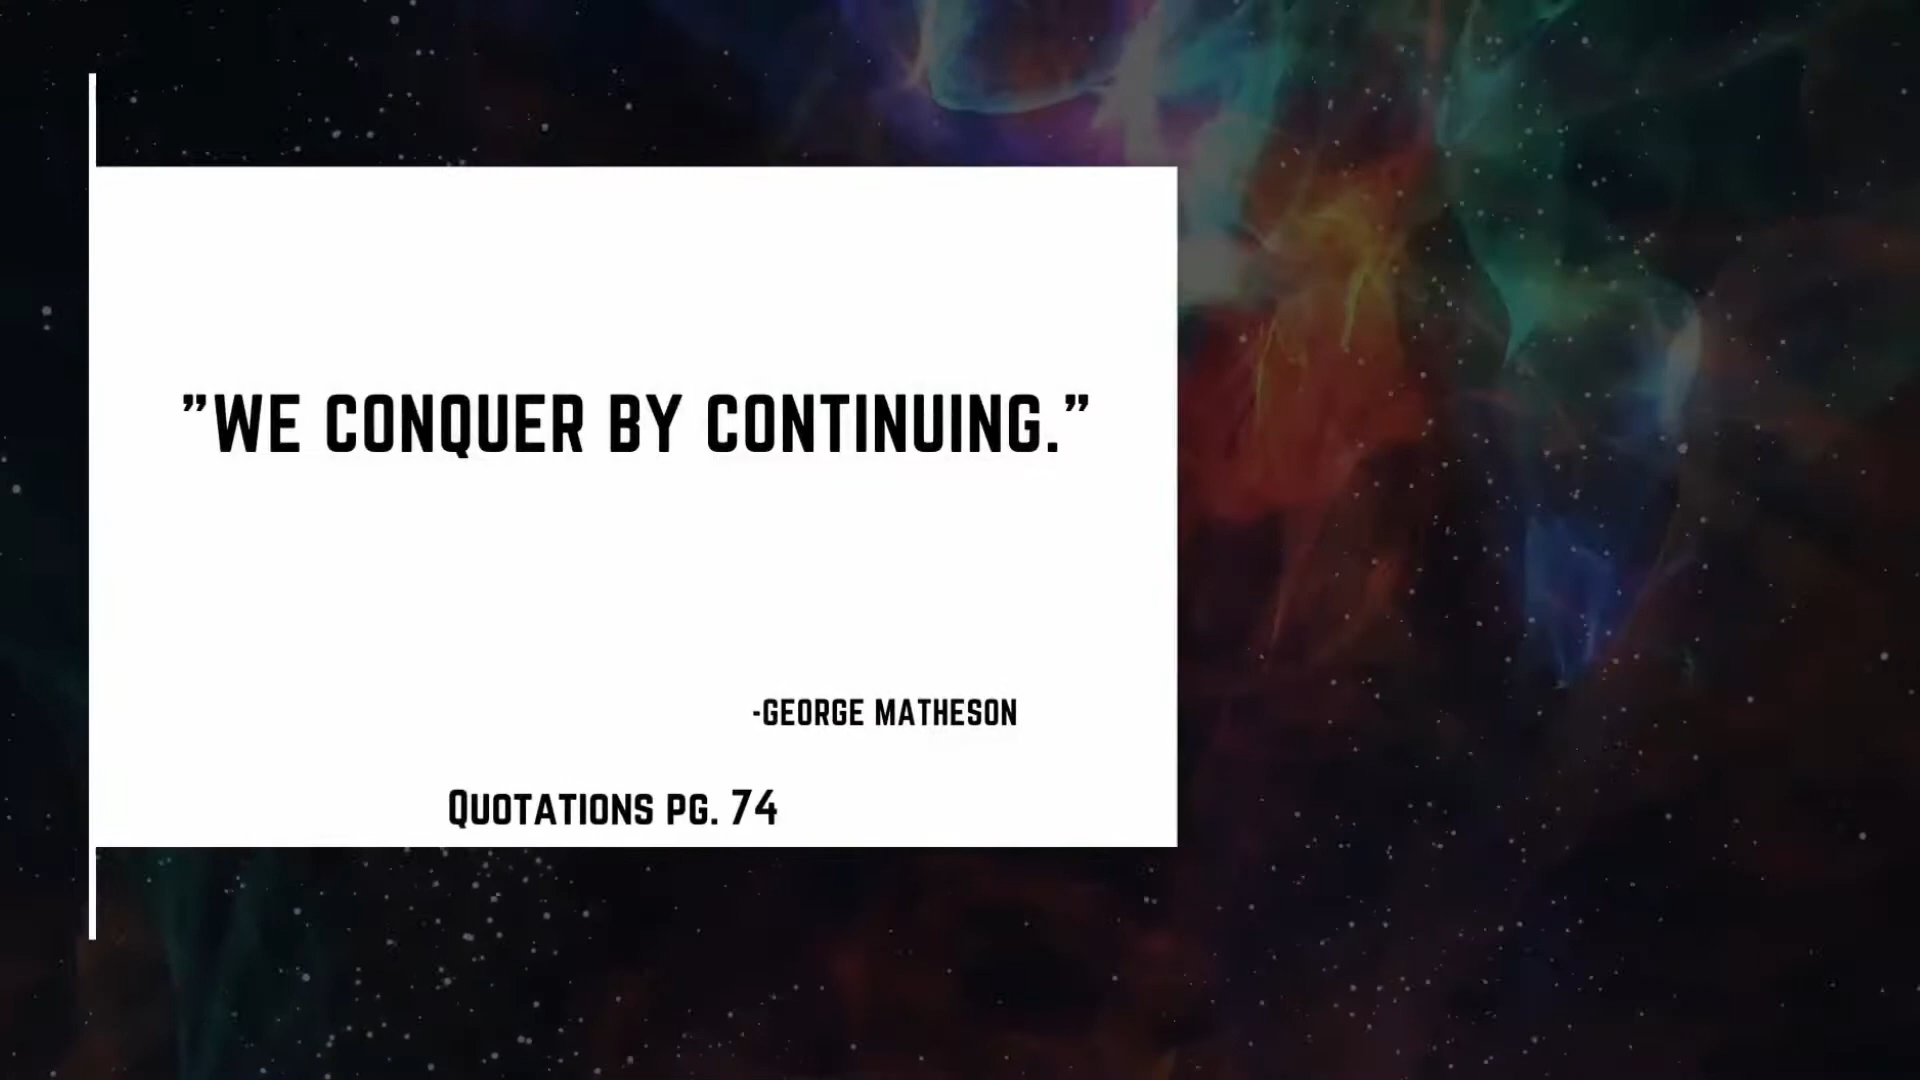 ”WE CONQUER BY CONTINUING.”
-GEORGE MATHESON
QUOTATIONS PG. 74